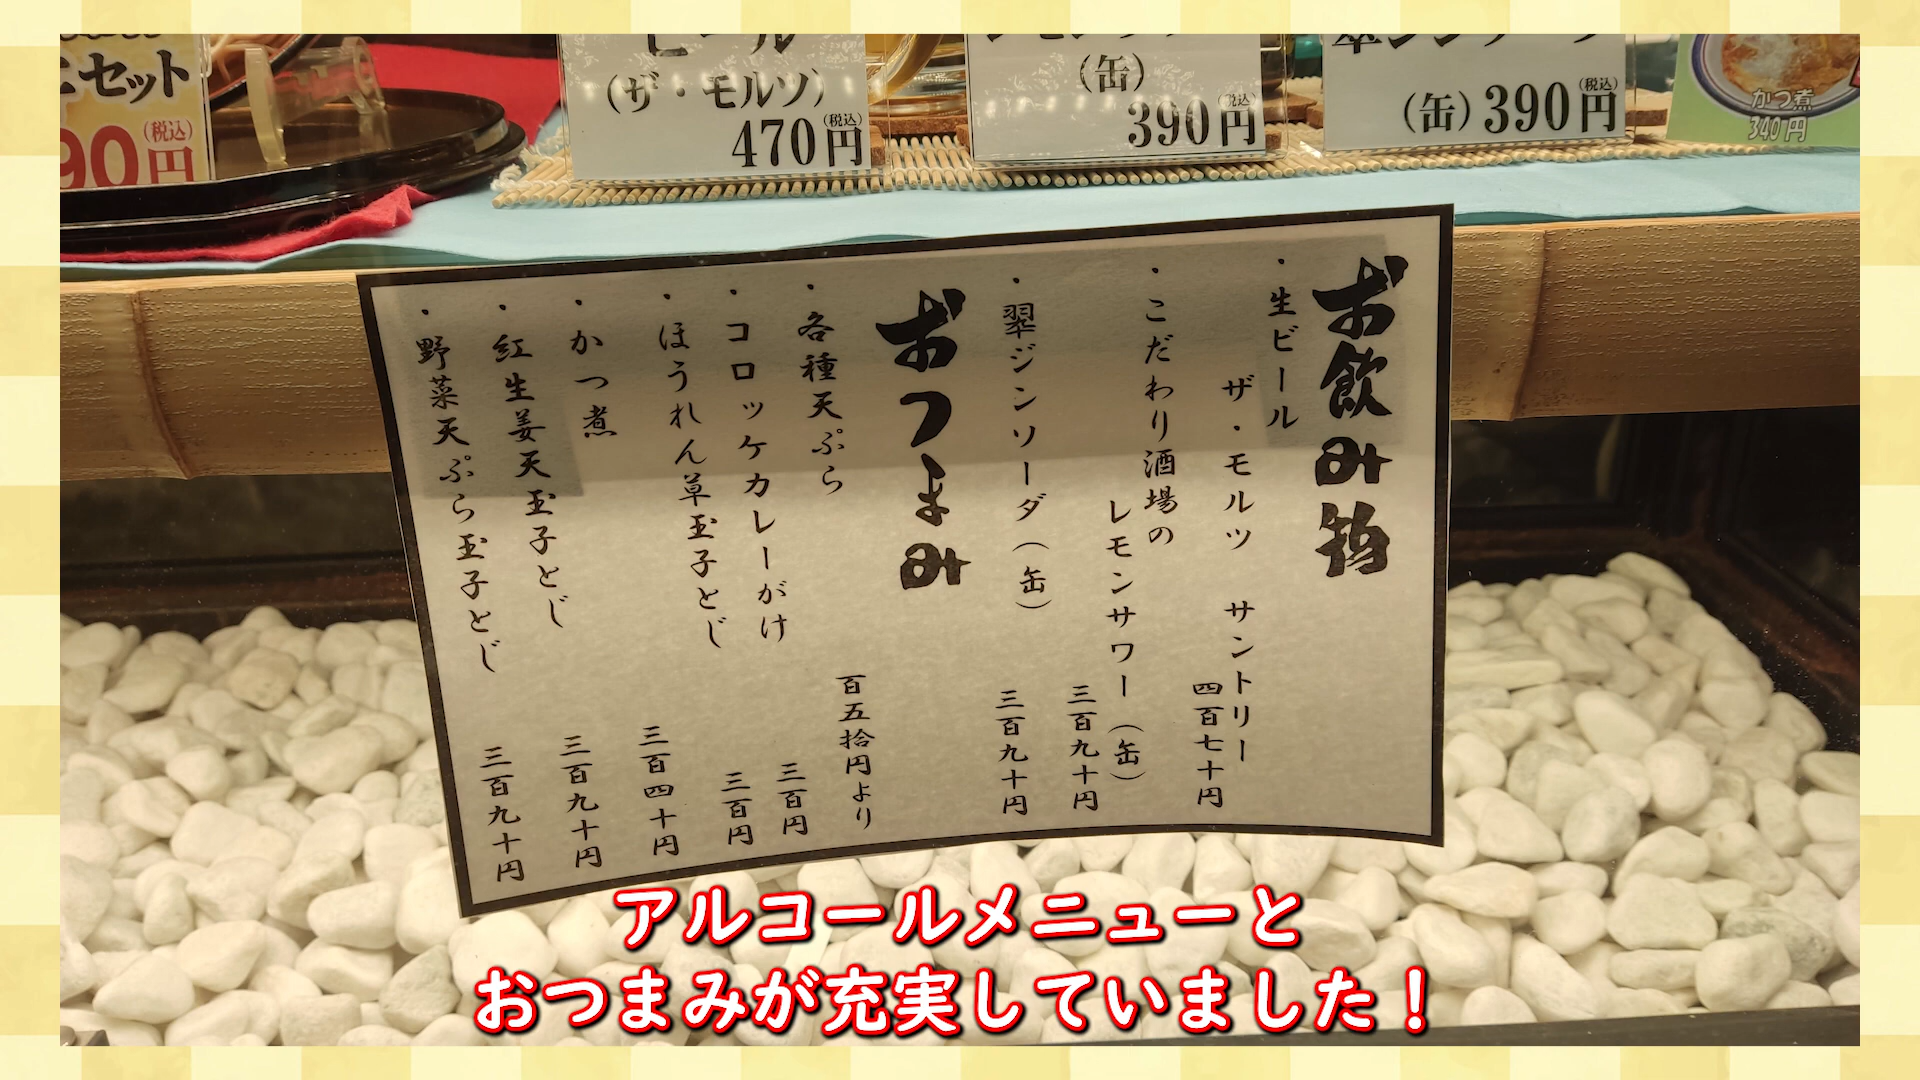 セット
90円
(税込)
ビール
(ザ・モルツ)
470円
(税込)
(缶)
390円
(税込)
翠ジンソーダ
(缶)390円
(税込)
かつ煮
340円
お飲み物
・生ビール
ザ・モルツ サントリー
四百七十円
・こだわり酒場の
レモンサワー(缶)
三百九十円
・翠ジンソーダ(缶)
三百九十円
おつまみ
・各種天ぷら
百五拾円より
・コロッケカレーがけ
三百円
・ほうれん草玉子とじ
三百円
・かつ煮
三百四十円
・紅生姜天玉子とじ
三百九十円
・野菜天ぷら玉子とじ
三百九十円
アルコールメニューと
おつまみが充実していました！